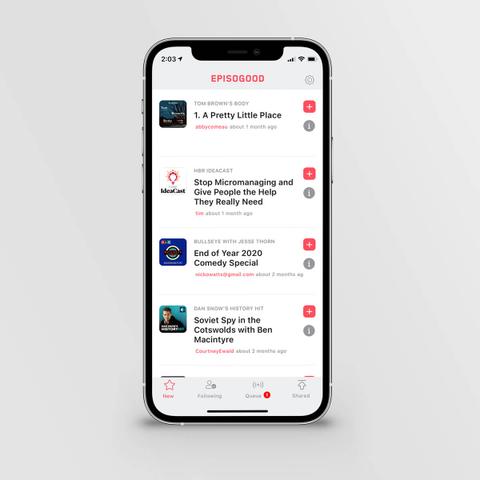 2:03
EPISOGOOD
TOM BROWN'S BODY
1. A Pretty Little Place
abbycomeau about 1 month ago
HBR IDEACAST
Stop Micromanaging and
Give People the Help
They Really Need
tim about 1 month ago
IdeaCast
BULLSEYE WITH JESSE THORN
End of Year 2020
Comedy Special
nickowatts@gmail.com about 2 months ag
DAN SNOW'S HISTORY HIT
Soviet Spy in the
Cotswolds with Ben
Macintyre
CourtneyEwald about 2 months ago
New
Following
Queue 1
Shared